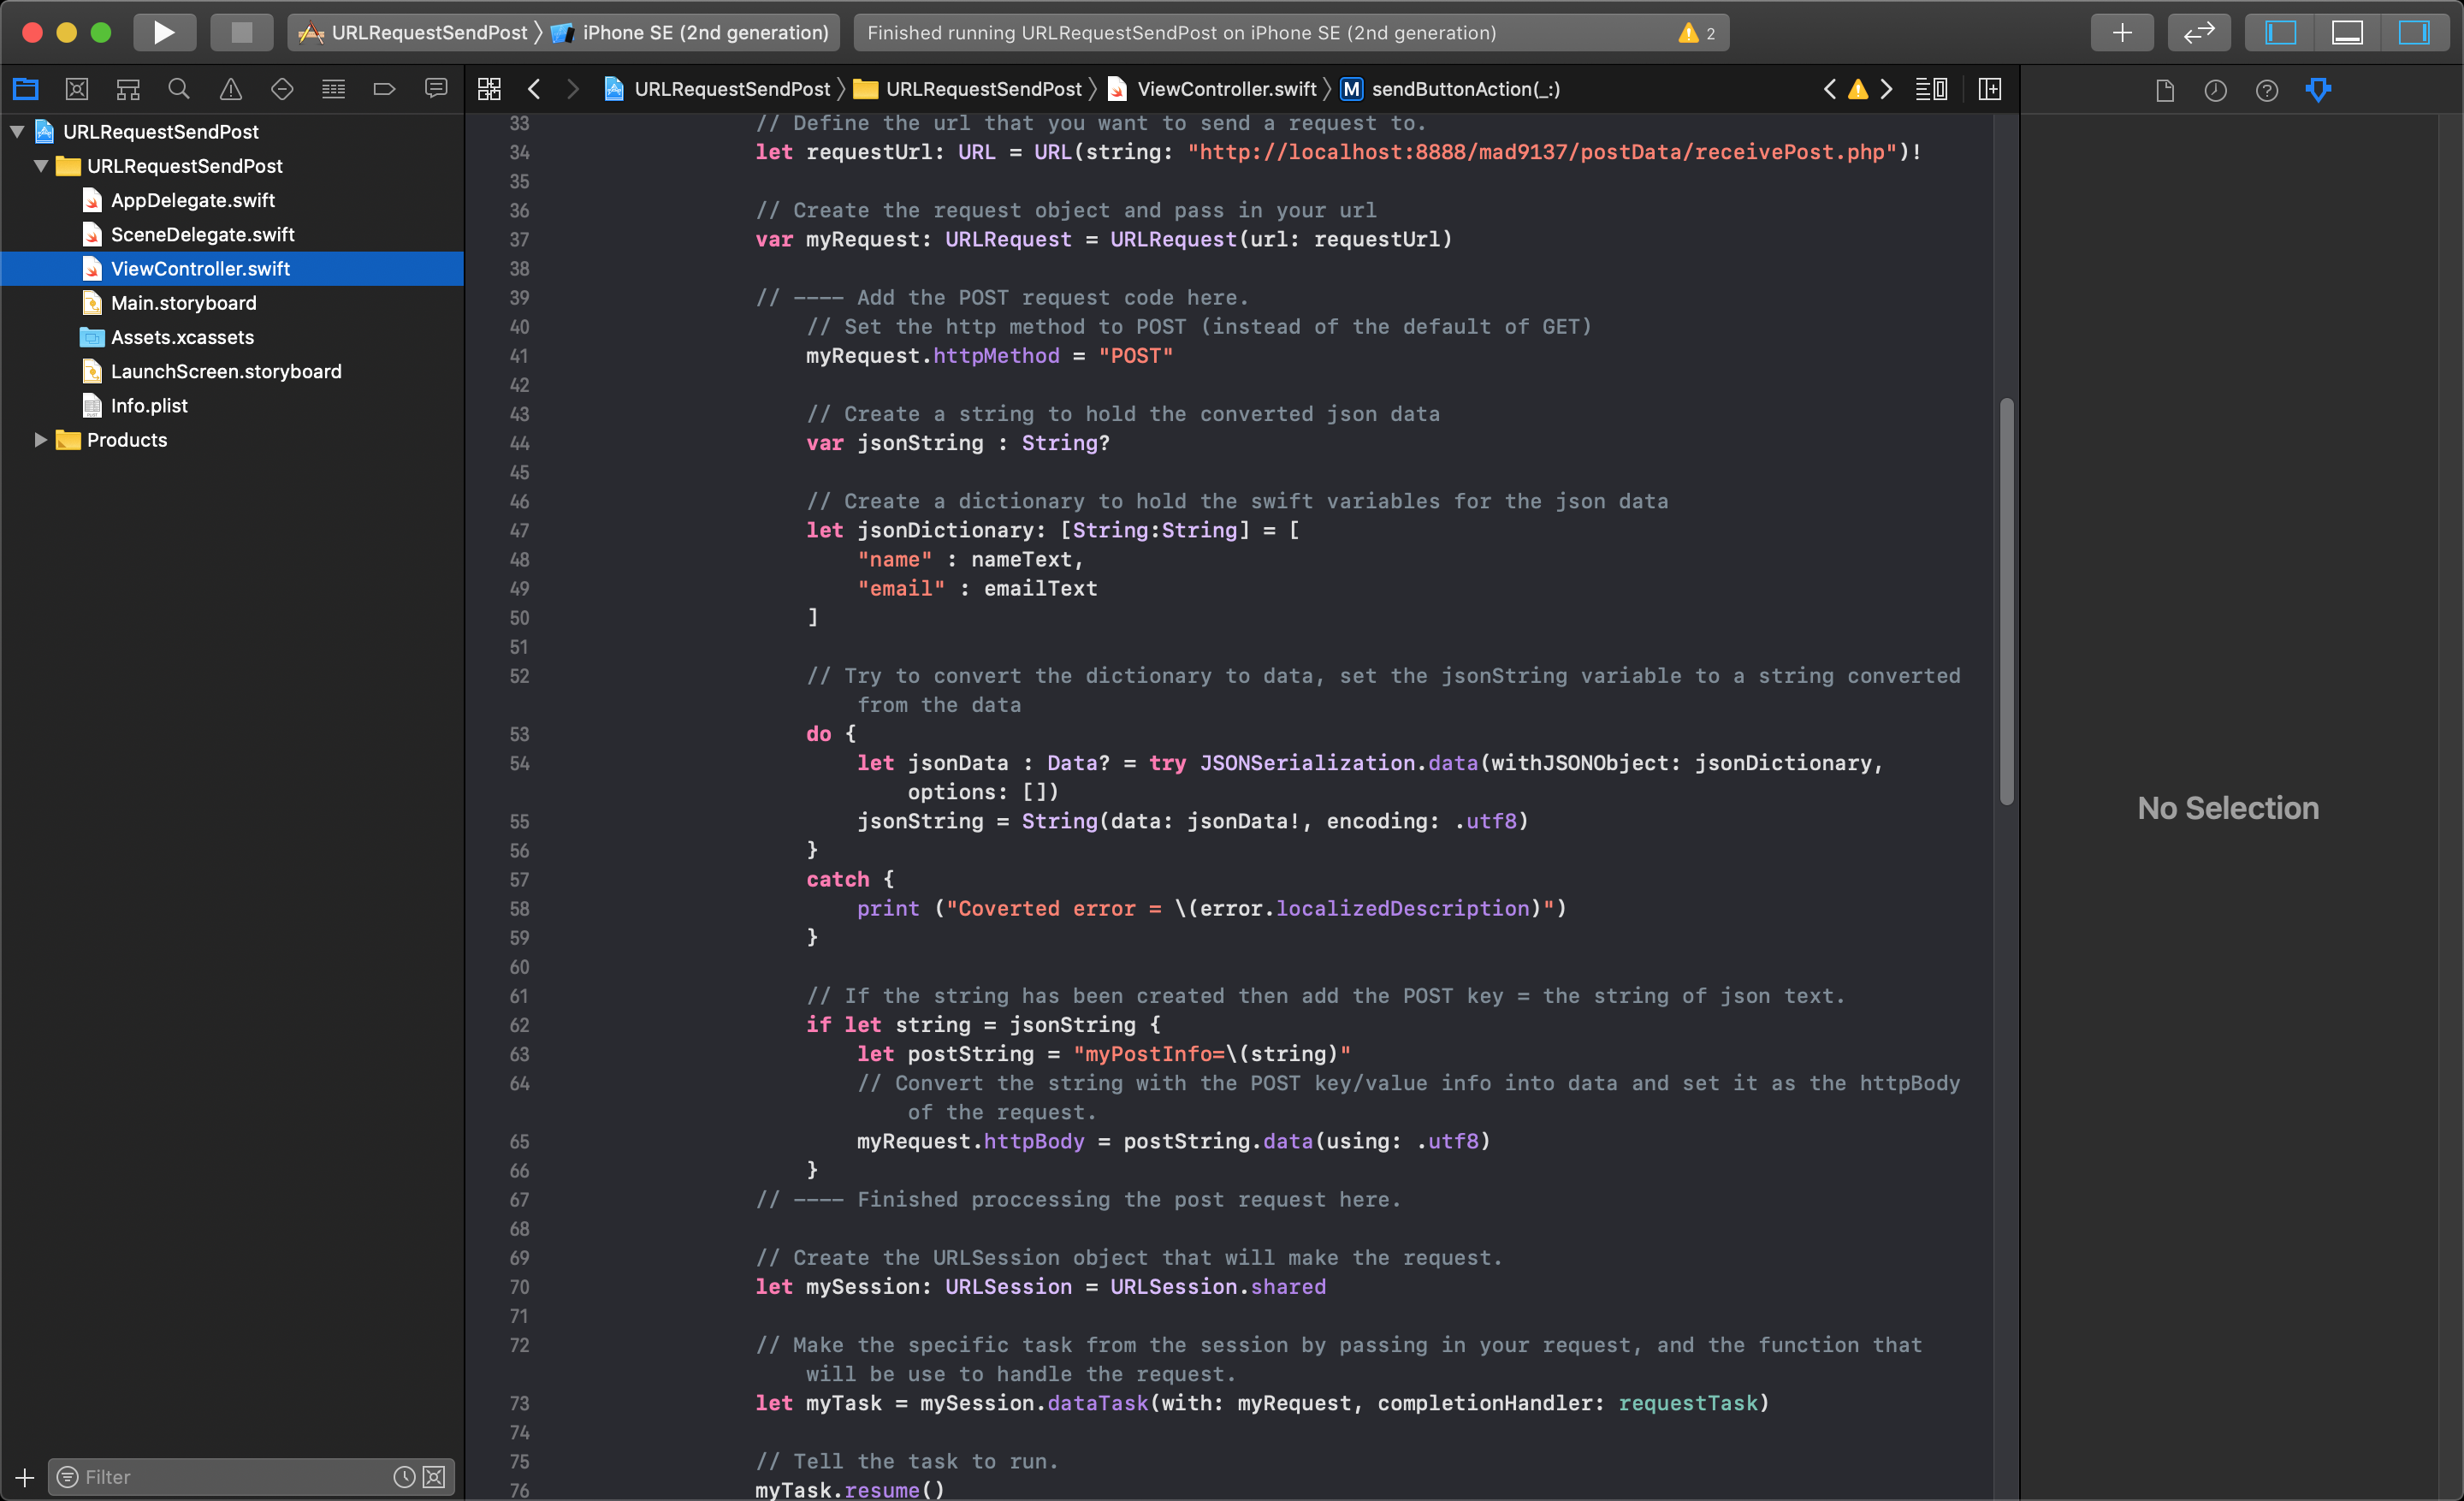 URLRequestSendPost
iPhone SE (2nd generation)
Finished running URLRequestSendPost on iPhone SE (2nd generation)
2
URLRequestSendPost
URLRequestSendPost
ViewController.swift
M
sendButtonAction(_:)
URLRequestSendPost
URLRequestSendPost
AppDelegate.swift
SceneDelegate.swift
ViewController.swift
Main.storyboard
Assets.xcassets
LaunchScreen.storyboard
Info.plist
Products
Filter
33 // Define the url that you want to send a request to.
34 let requestUrl: URL = URL(string: "http://localhost:8888/mad9137/postData/receivePost.php")!
35
36 // Create the request object and pass in your url
37 var myRequest: URLRequest = URLRequest(url: requestUrl)
38
39 // ---- Add the POST request code here.
40 // Set the http method to POST (instead of the default of GET)
41 myRequest.httpMethod = "POST"
42
43 // Create a string to hold the converted json data
44 var jsonString : String?
45
46 // Create a dictionary to hold the swift variables for the json data
47 let jsonDictionary: [String:String] = [
48 "name" : nameText,
49 "email" : emailText
50 ]
51
52 // Try to convert the dictionary to data, set the jsonString variable to a string converted
from the data
53 do {
54 let jsonData : Data? = try JSONSerialization.data(withJSONObject: jsonDictionary,
options: [])
55 jsonString = String(data: jsonData!, encoding: .utf8)
56 }
57 catch {
58 print ("Coverted error = \(error.localizedDescription)")
59 }
60
61 // If the string has been created then add the POST key = the string of json text.
62 if let string = jsonString {
63 let postString = "myPostInfo=\(string)"
64 // Convert the string with the POST key/value info into data and set it as the httpBody
of the request.
65 myRequest.httpBody = postString.data(using: .utf8)
66 }
67 // ---- Finished proccessing the post request here.
68
69 // Create the URLSession object that will make the request.
70 let mySession: URLSession = URLSession.shared
71
72 // Make the specific task from the session by passing in your request, and the function that
will be use to handle the request.
73 let myTask = mySession.dataTask(with: myRequest, completionHandler: requestTask)
74
75 // Tell the task to run.
76 myTask.resume()
No Selection